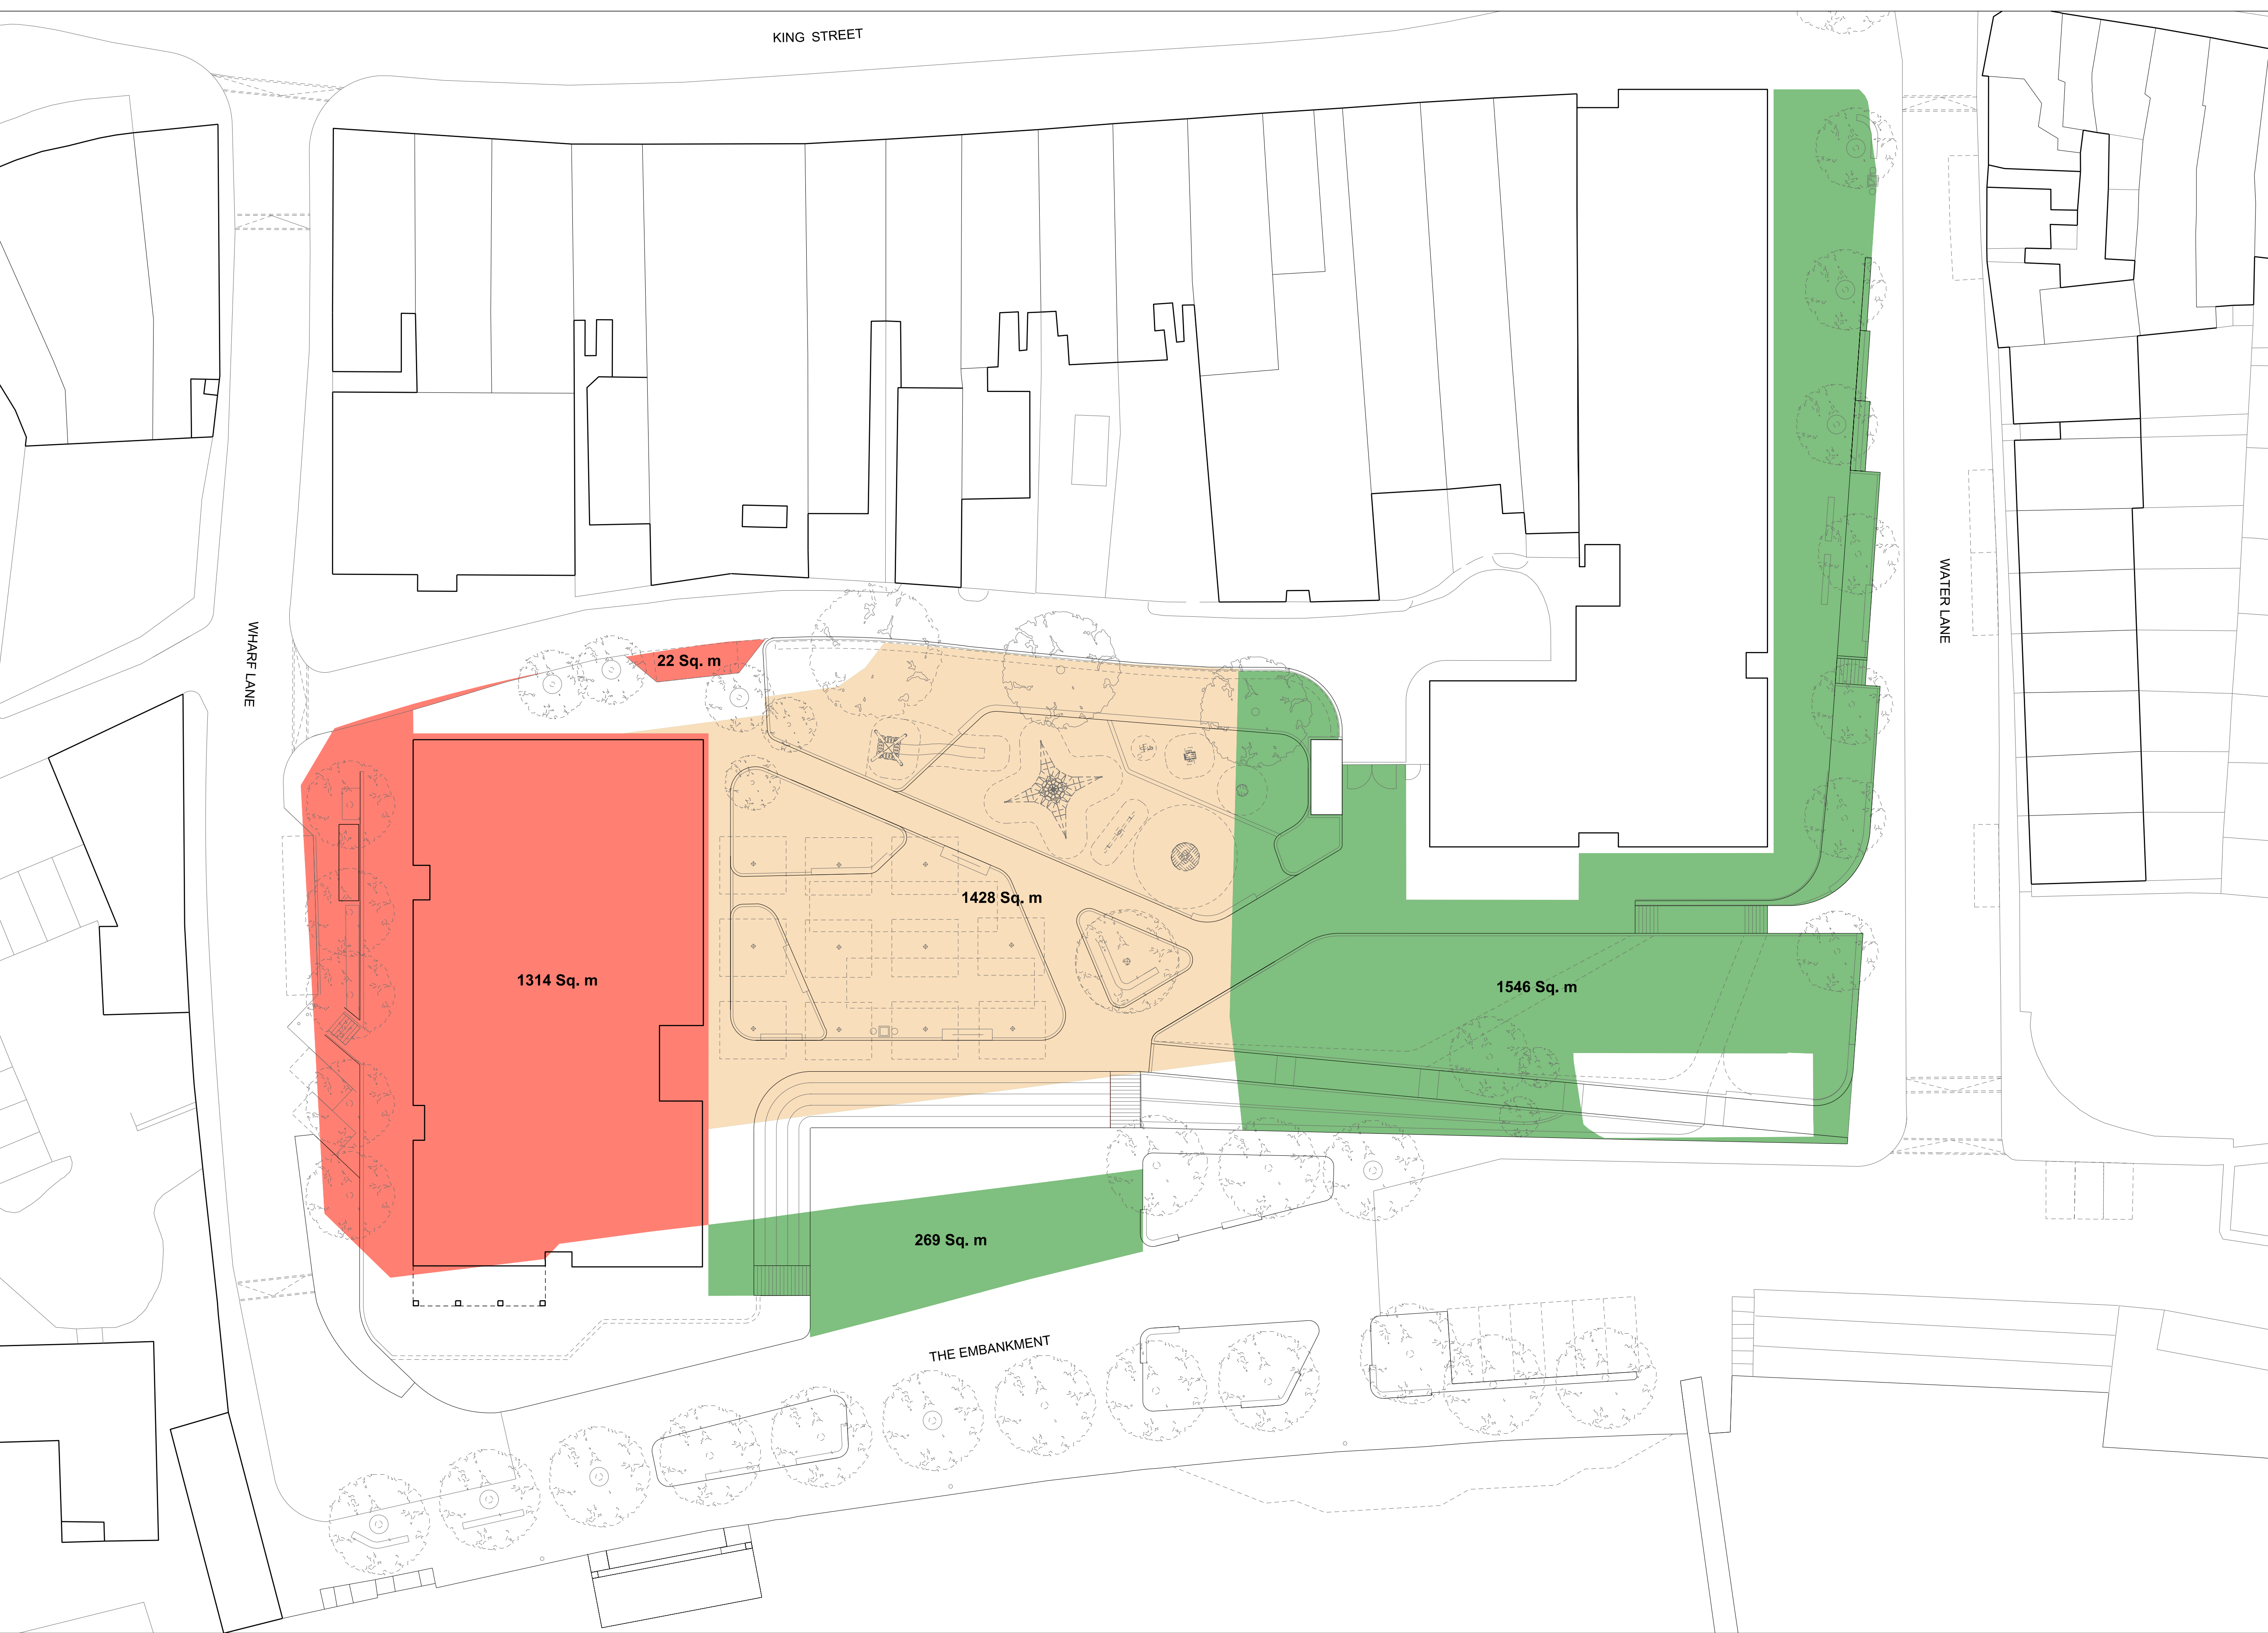 KING STREET
WHARF LANE
WATER LANE
22 Sq. m
1428 Sq. m
1314 Sq. m
1546 Sq. m
269 Sq. m
THE EMBANKMENT